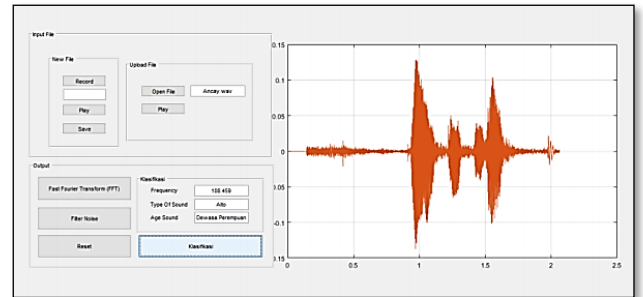 Input File
New File
Record
Play
Save
Upload File
Open File
Ancay.wav
Play
Output
Fast Fourier Transform (FFT)
Filter Noise
Reset
Klasifikasi
Frequency
108.459
Type Of Sound
Alto
Age Sound
Dewasa Perempuan
Klasifikasi
0.15
0.1
0.05
0
0.05
-0.1
0.15
0
0.5
1
1.5
2
2.5